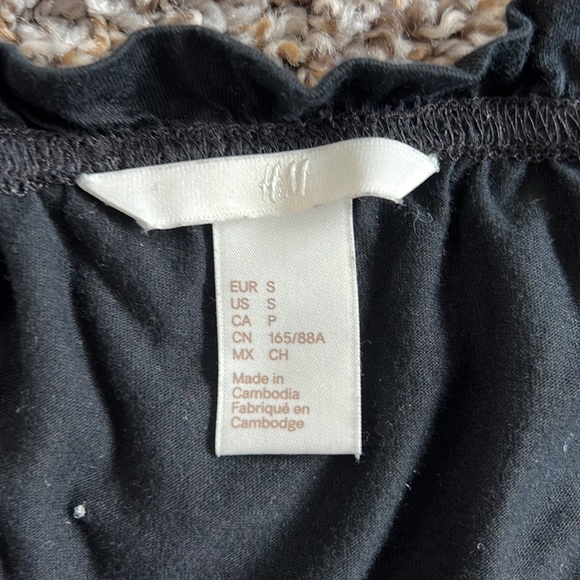 H&M
EUR S
US S
CA P
CN 165/88A
MX CH
Made in
Cambodia
Fabriqué en
Cambodge